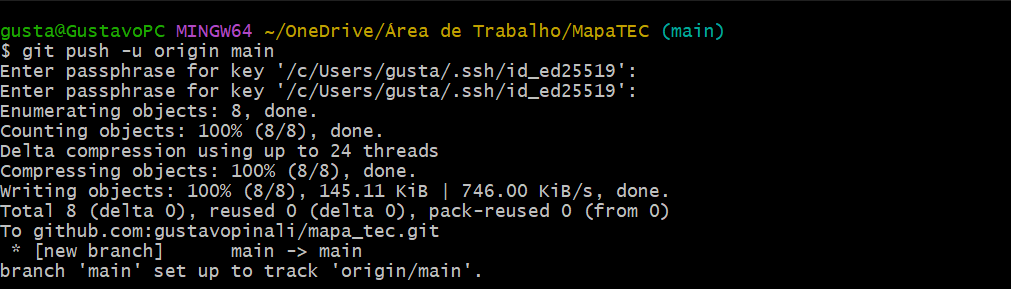 gusta@GustavoPC MINGW64 ~/OneDrive/Área de Trabalho/MapaTEC (main)
$ git push -u origin main
Enter passphrase for key '/c/Users/gusta/.ssh/id_ed25519':
Enter passphrase for key '/c/Users/gusta/.ssh/id_ed25519':
Enumerating objects: 8, done.
Counting objects: 100% (8/8), done.
Delta compression using up to 24 threads
Compressing objects: 100% (8/8), done.
Writing objects: 100% (8/8), 145.11 KiB | 746.00 KiB/s, done.
Total 8 (delta 0), reused 0 (delta 0), pack-reused 0 (from 0)
To github.com:gustavopinali/mapa_tec.git
 * [new branch]      main -> main
branch 'main' set up to track 'origin/main'.